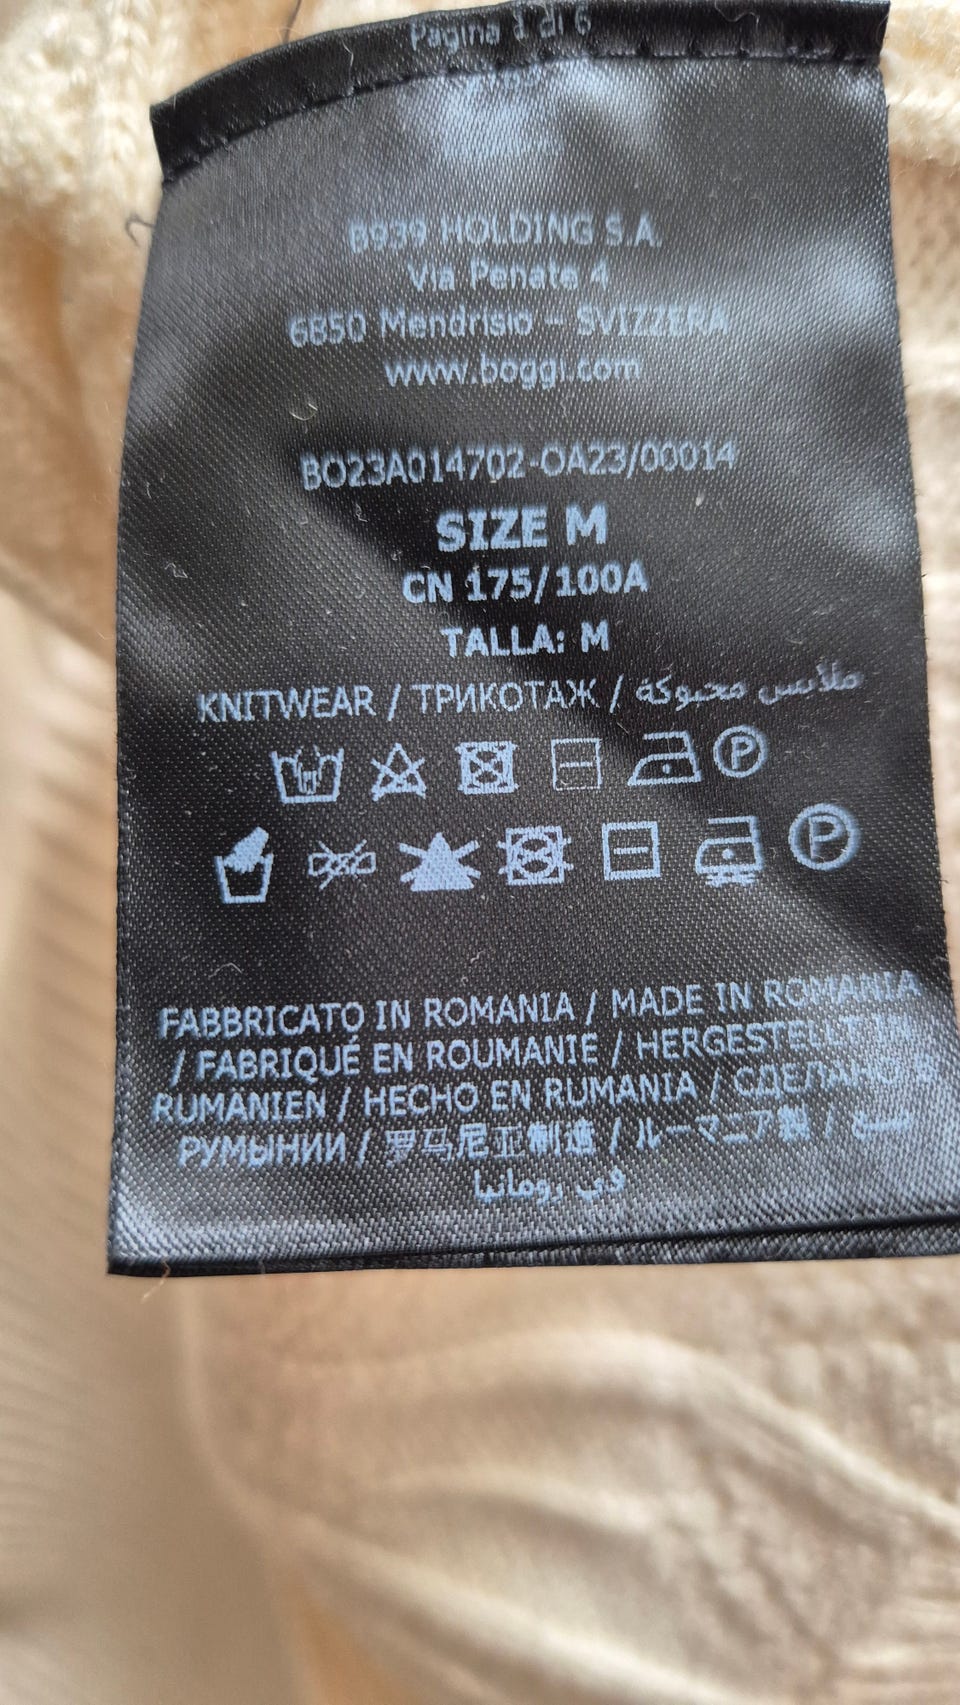 Pagina 1 di 6
B939 HOLDING S.A.
Via Penate 4
6850 Mendrisio - SVIZZERA
www.boggi.com
BO23A014702-OA23/00014
SIZE M
CN 175/100A
TALLA: M
KNITWEAR / ТРИКОТАЖ / ملابس محبوكة
P
P
FABBRICATO IN ROMANIA / MADE IN ROMANIA
/ FABRIQUÉ EN ROUMANIE / HERGESTELLT IN
RUMANIEN / HECHO EN RUMANIA / СДЕЛАНО В
РУМЫНИИ / 罗马尼亚制造 / ルーマニア製 / صنع
في رومانيا